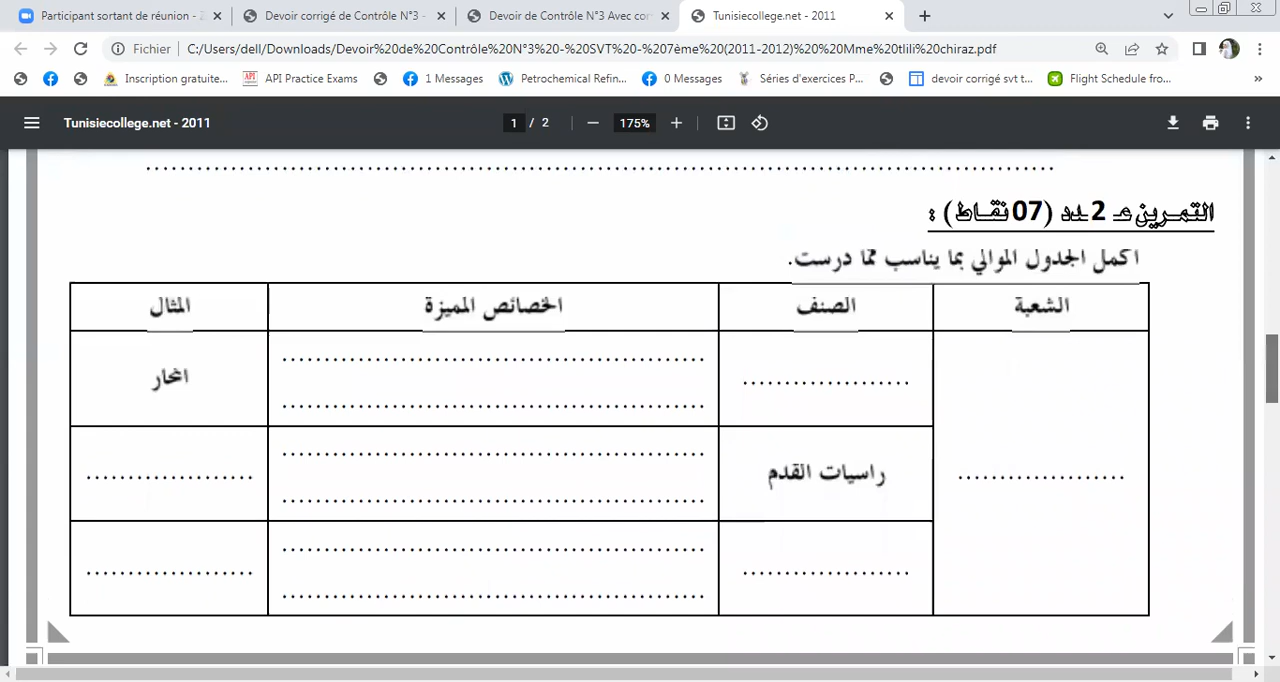 Participant sortant de réunion - Z
Devoir corrigé de Contrôle N°3 -
Devoir de Contrôle N°3 Avec cor
Tunisiecollege.net - 2011
Fichier
C:/Users/dell/Downloads/Devoir%20de%20Contrôle%20N°3%20-%20SVT%20-%207ème%20(2011-2012)%20%20Mme%20tlili%20chiraz.pdf
Inscription gratuite...
API Practice Exams
1 Messages
Petrochemical Refin...
0 Messages
Séries d'exercices P...
devoir corrigé svt t...
Flight Schedule fro...
»
Tunisiecollege.net - 2011
1 / 2
175%
..........................................................................................................
التمرين عـ 2ـدد (07 نقاط) :
اكمل الجدول الموالي بما يناسب ممّا درست.
الشعبة الصنف الخصائص المميزة المثال
.................... .................... .................................................. المحار
..................................................
راسيات القدم .................................................. ....................
..................................................
.................... .................................................. ....................
..................................................